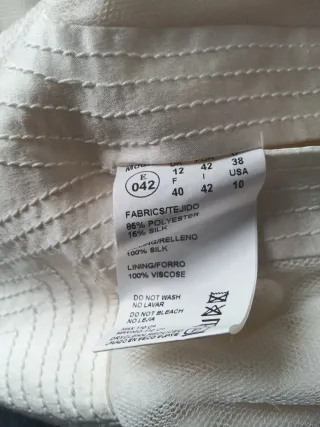 E 12 42 38
042 F I USA
40 42 10
FABRICS/TEJIDO
85% POLYESTER
15% SILK
/RELLENO
100% SILK
LINING/FORRO
100% VISCOSE
DO NOT WASH
NO LAVAR
DO NOT BLEACH
NO LEJIA